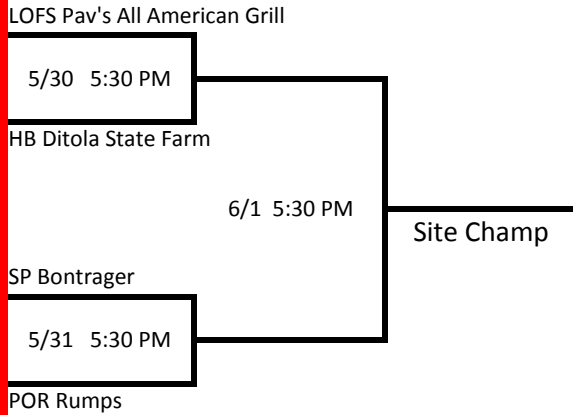 LOFS Pav's All American Grill
5/30 5:30 PM
HB Ditola State Farm
6/1 5:30 PM
Site Champ
SP Bontrager
5/31 5:30 PM
POR Rumps